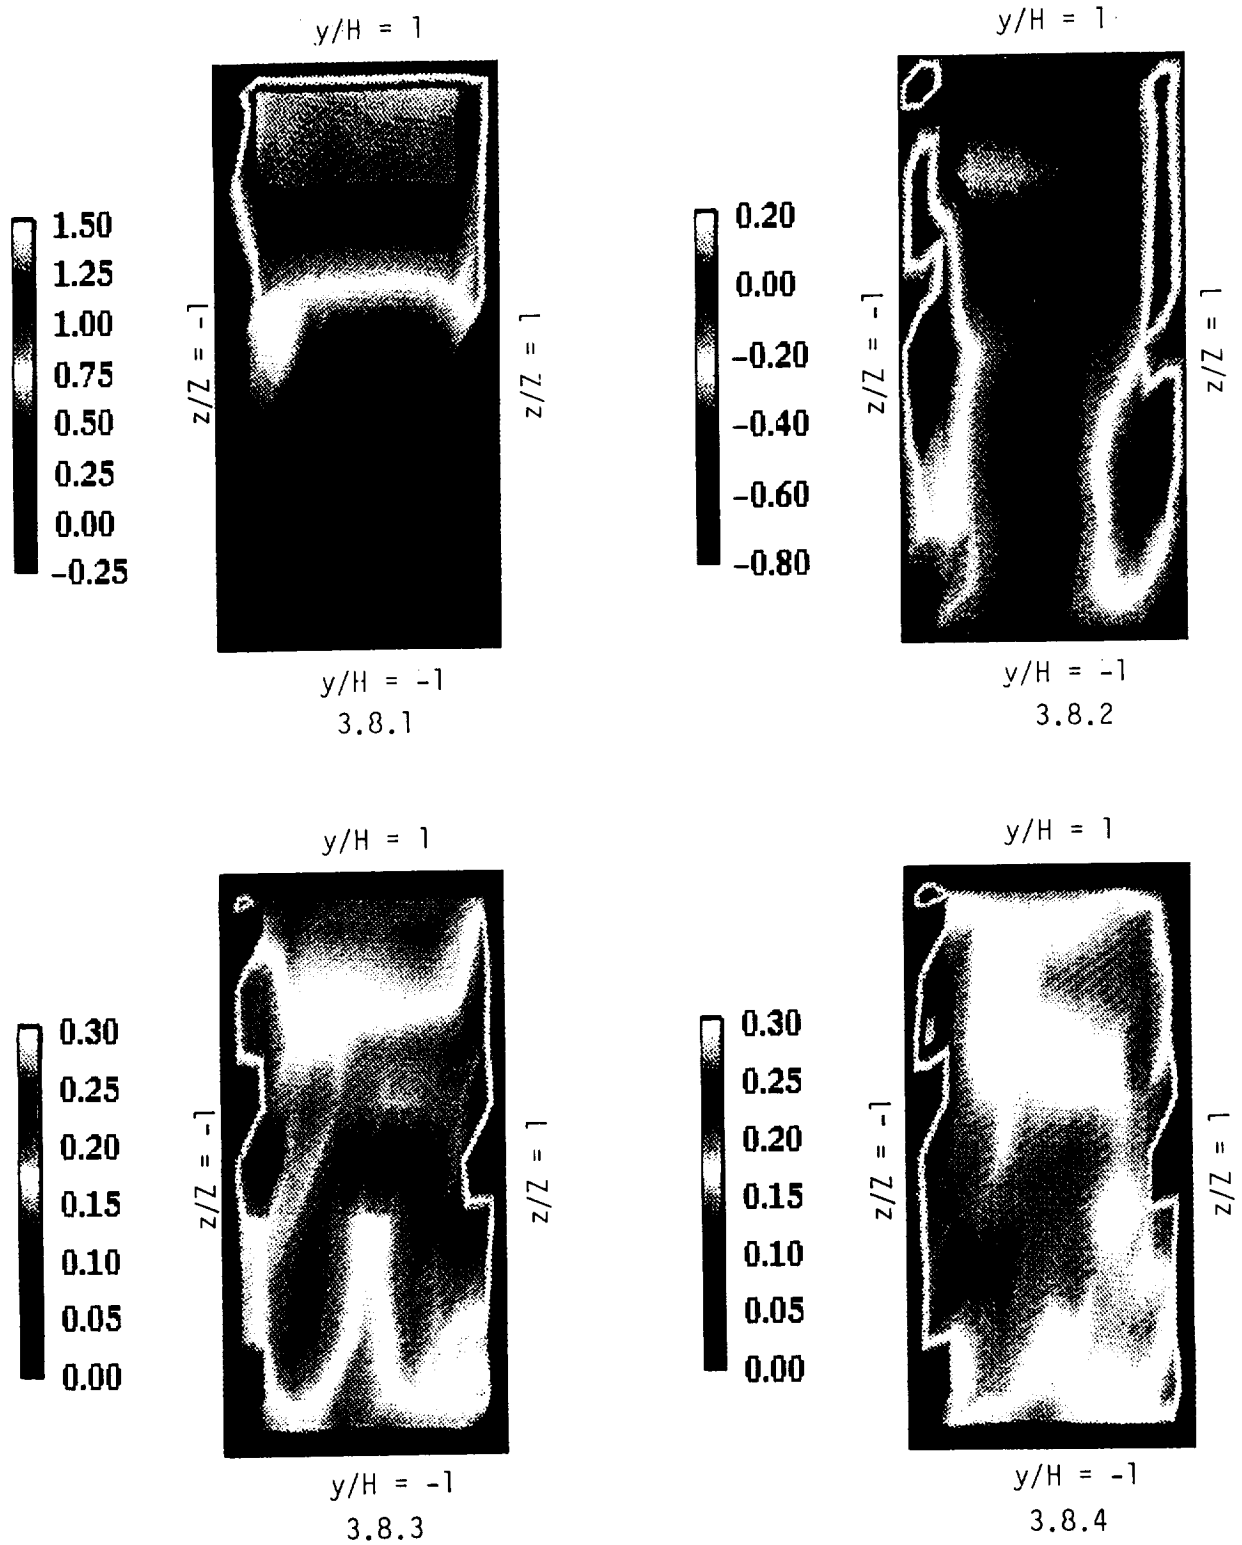 y/H = 1
1.50
1.25
1.00
0.75
0.50
0.25
0.00
-0.25
z/Z = -1
z/Z = 1
y/H = -1
3.8.1
y/H = 1
0.20
0.00
-0.20
-0.40
-0.60
-0.80
z/Z = -1
z/Z = 1
y/H = -1
3.8.2
y/H = 1
0.30
0.25
0.20
0.15
0.10
0.05
0.00
z/Z = -1
z/Z = 1
y/H = -1
3.8.3
y/H = 1
0.30
0.25
0.20
0.15
0.10
0.05
0.00
z/Z = -1
z/Z = 1
y/H = -1
3.8.4